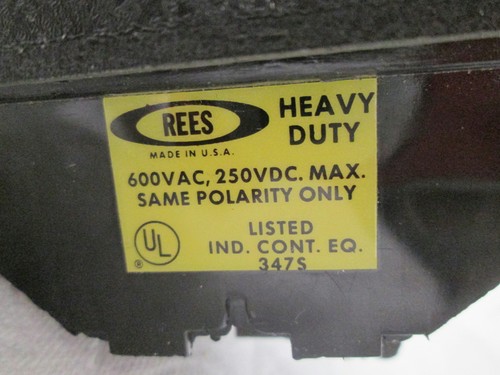 REES
HEAVY
DUTY
MADE IN U.S.A.
600VAC, 250VDC. MAX.
SAME POLARITY ONLY
UL
®
LISTED
IND. CONT. EQ.
347S